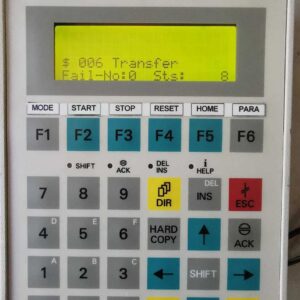 $ 006 Transfer
Fail-No:0 Sts: 8
MODE START STOP RESET HOME PARA
F1 F2 F3 F4 F5 F6
SHIFT ACK DEL INS i HELP
7 8 9 DIR DEL INS ESC
D E F
4 5 6 HARD COPY ACK
A B C
1 2 3 SHIFT